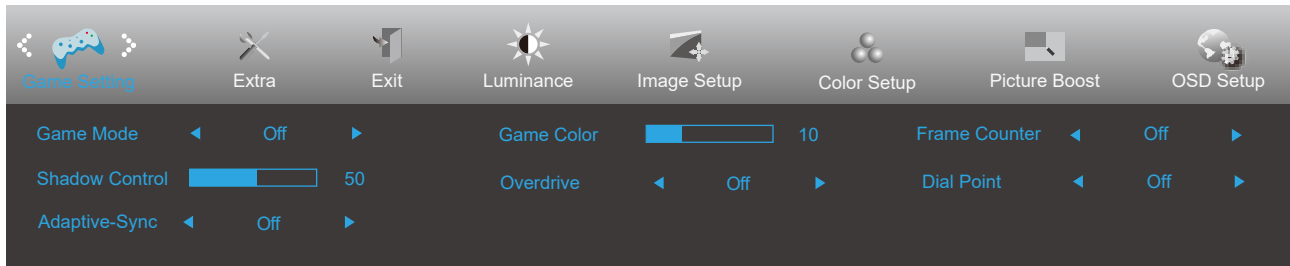 Game Setting Extra Exit Luminance Image Setup Color Setup Picture Boost OSD Setup
Game Mode Off Game Color 10 Frame Counter Off
Shadow Control 50 Overdrive Off Dial Point Off
Adaptive-Sync Off